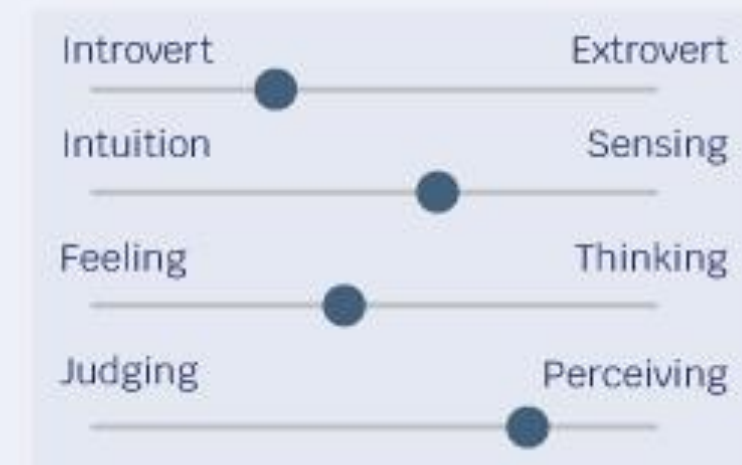 Introvert Extrovert
Intuition Sensing
Feeling Thinking
Judging Perceiving